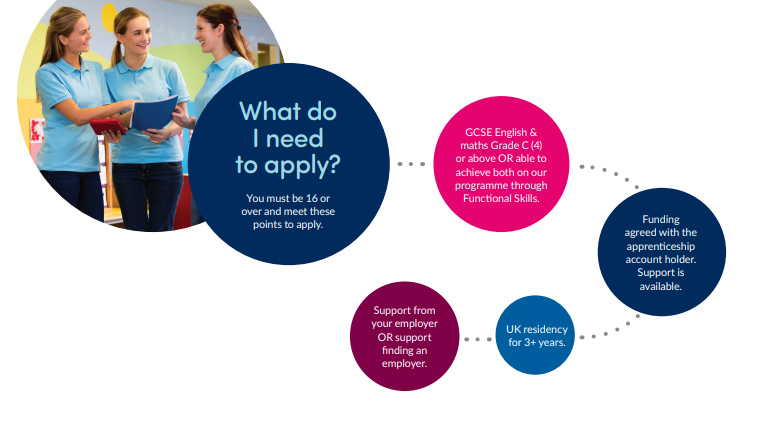 What do
I need
to apply?
You must be 16 or
over and meet these
points to apply.
GCSE English &
maths Grade C (4)
or above OR able to
achieve both on our
programme through
Functional Skills.
Funding
agreed with the
apprenticeship
account holder.
Support is
available.
UK residency
for 3+ years.
Support from
your employer
OR support
finding an
employer.